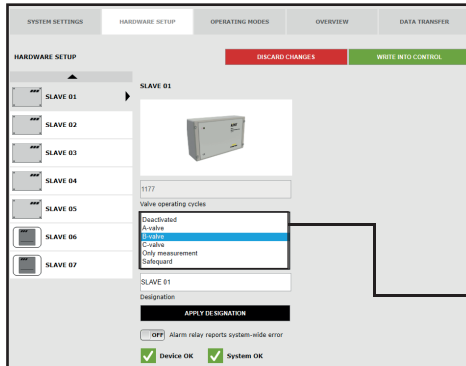 SYSTEM SETTINGS HARDWARE SETUP OPERATING MODES OVERVIEW DATA TRANSFER
HARDWARE SETUP DISCARD CHANGES WRITE INTO CONTROL
SLAVE 01
SLAVE 02
SLAVE 03
SLAVE 04
SLAVE 05
SLAVE 06
SLAVE 07
SLAVE 01
1177
Valve operating cycles
Deactivated
A-valve
B-valve
C-valve
Only measurement
Safeguard
SLAVE 01
Designation
APPLY DESIGNATION
OFF Alarm relay reports system-wide error
Device OK System OK